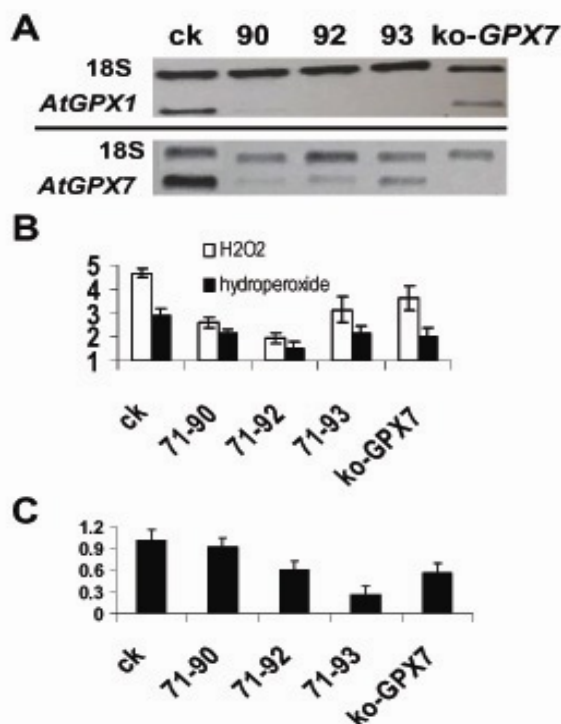 A
ck 90 92 93 ko-GPX7
18S
AtGPX1
18S
AtGPX7
B
H2O2
hydroperoxide
5
4
3
2
1
ck 71-90 71-92 71-93 ko-GPX7
C
1.2
0.9
0.6
0.3
0
ck 71-90 71-92 71-93 ko-GPX7